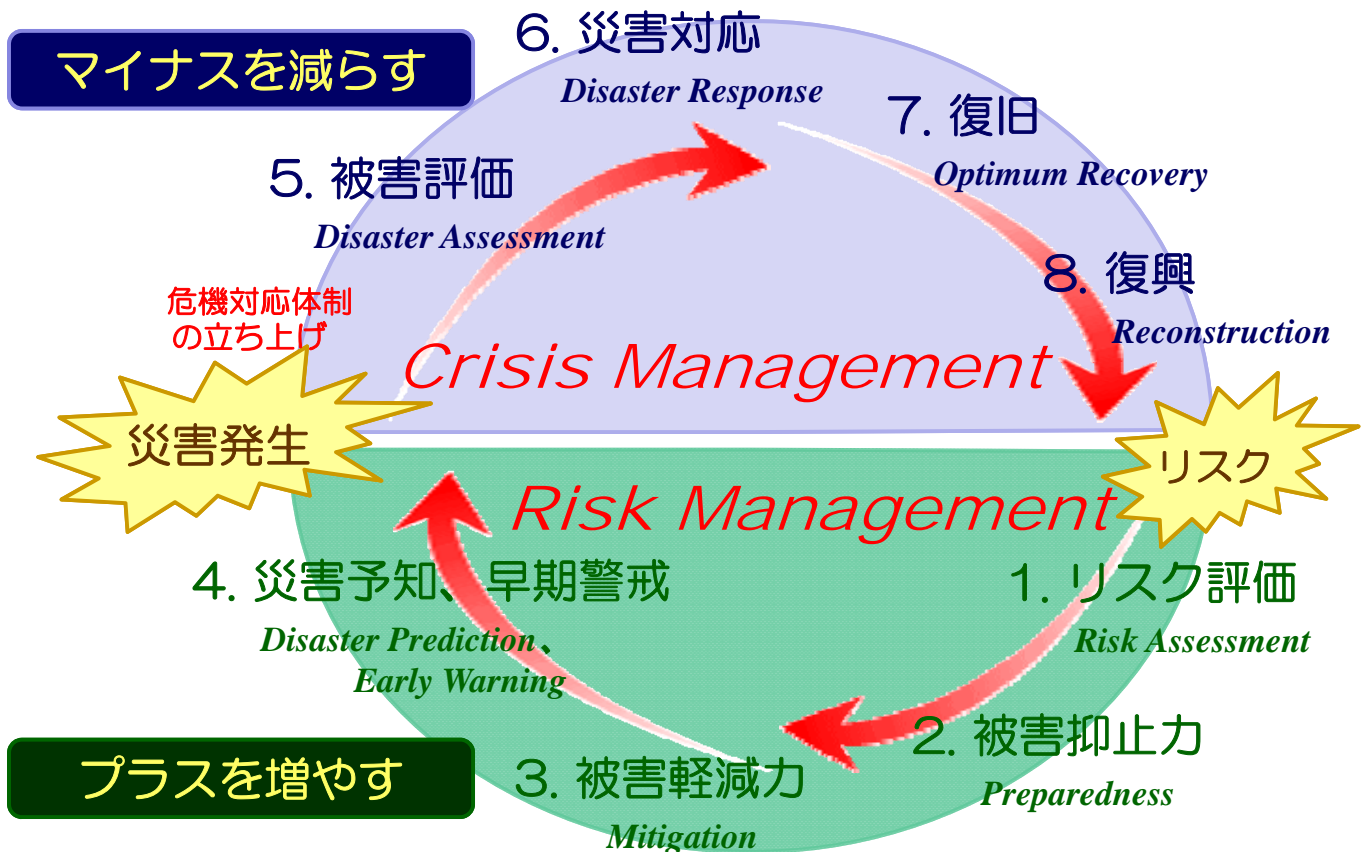 マイナスを減らす
6. 災害対応
Disaster Response
7. 復旧
Optimum Recovery
5. 被害評価
Disaster Assessment
8. 復興
Reconstruction
危機対応体制
の立ち上げ
Crisis Management
災害発生
リスク
Risk Management
4. 災害予知、早期警戒
Disaster Prediction、
Early Warning
1. リスク評価
Risk Assessment
2. 被害抑止力
Preparedness
プラスを増やす
3. 被害軽減力
Mitigation